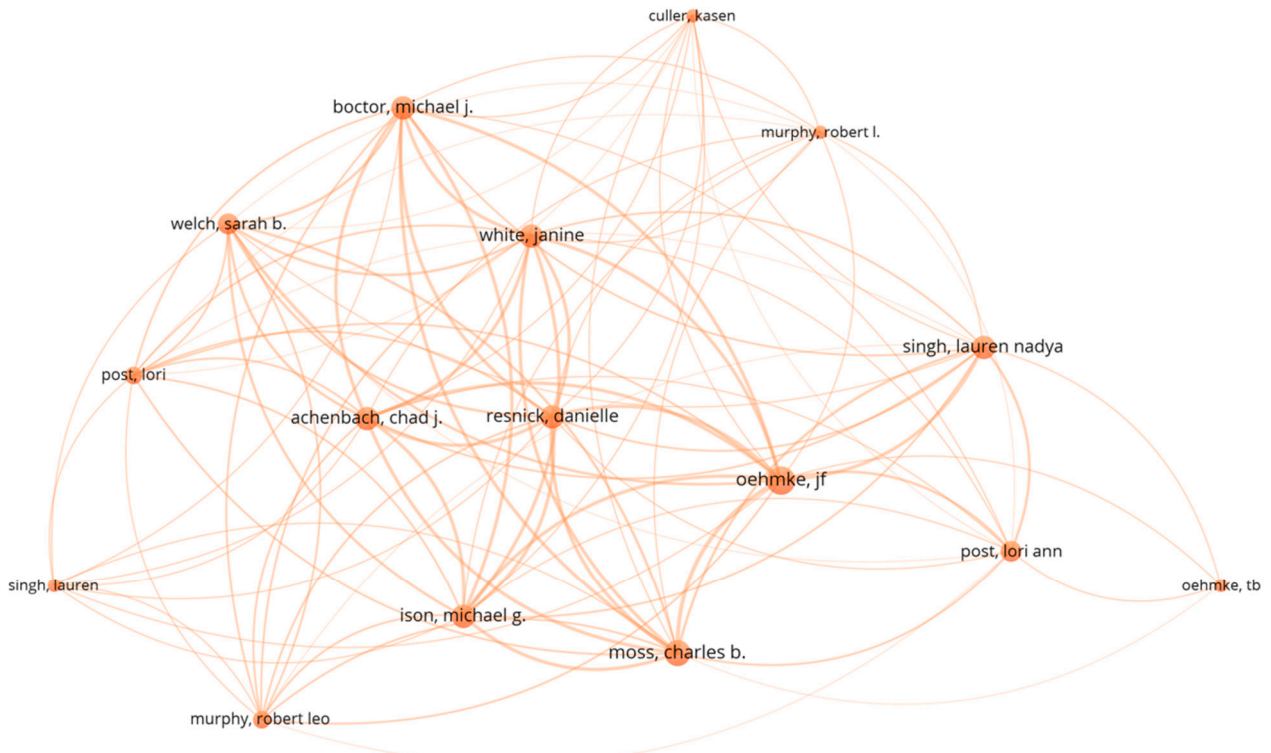 culler, kasen
boctor, michael j.
murphy, robert l.
welch, sarah b.
white, janine
singh, lauren nadya
post, lori
achenbach, chad j.
resnick, danielle
oehmke, jf
post, lori ann
singh, lauren
oehmke, tb
ison, michael g.
moss, charles b.
murphy, robert leo